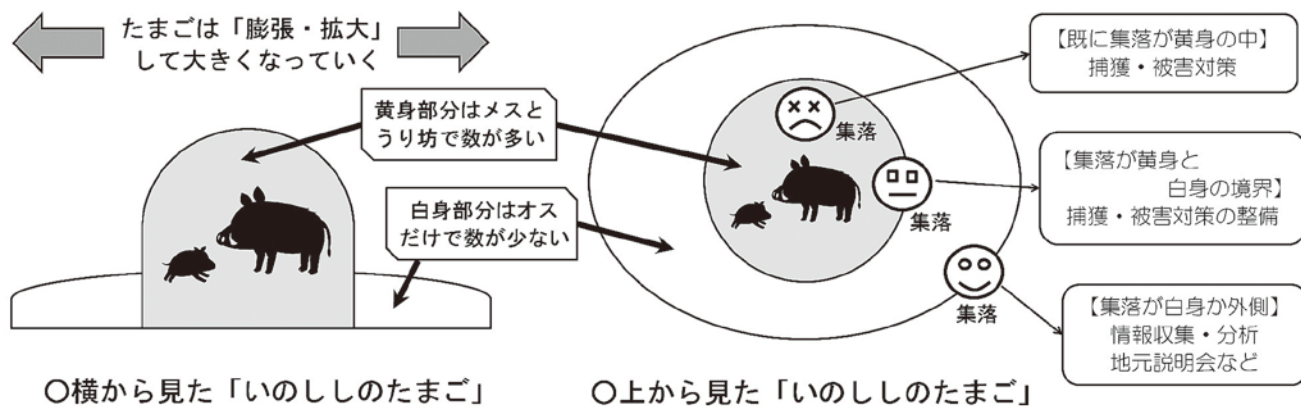 たまごは「膨張・拡大」
して大きくなっていく
黄身部分はメスと
うり坊で数が多い
白身部分はオス
だけで数が少ない
○横から見た「いのししのたまご」
集落
集落
集落
【既に集落が黄身の中】
捕獲・被害対策
【集落が黄身と
白身の境界】
捕獲・被害対策の整備
【集落が白身か外側】
情報収集・分析
地元説明会など
○上から見た「いのししのたまご」